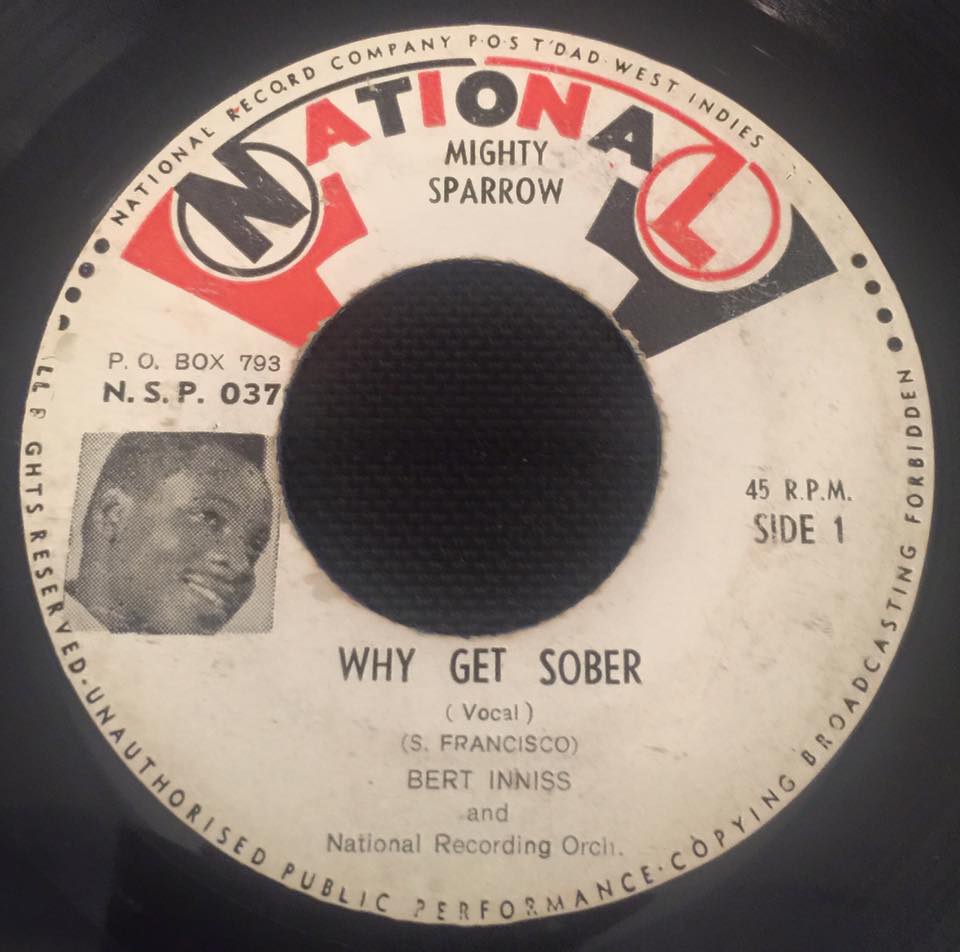 NATIONAL RECORD COMPANY P·O·S T'DAD·WEST INDIES
NATIONAL
MIGHTY
SPARROW
P. O. BOX 793
N. S. P. 037
45 R.P.M.
SIDE 1
WHY GET SOBER
( Vocal )
(S. FRANCISCO)
BERT INNISS
and
National Recording Orch.
RESERVED·UNAUTHORISED PUBLIC PERFORMANCE·COPYING BROADCASTING FORBIDDEN